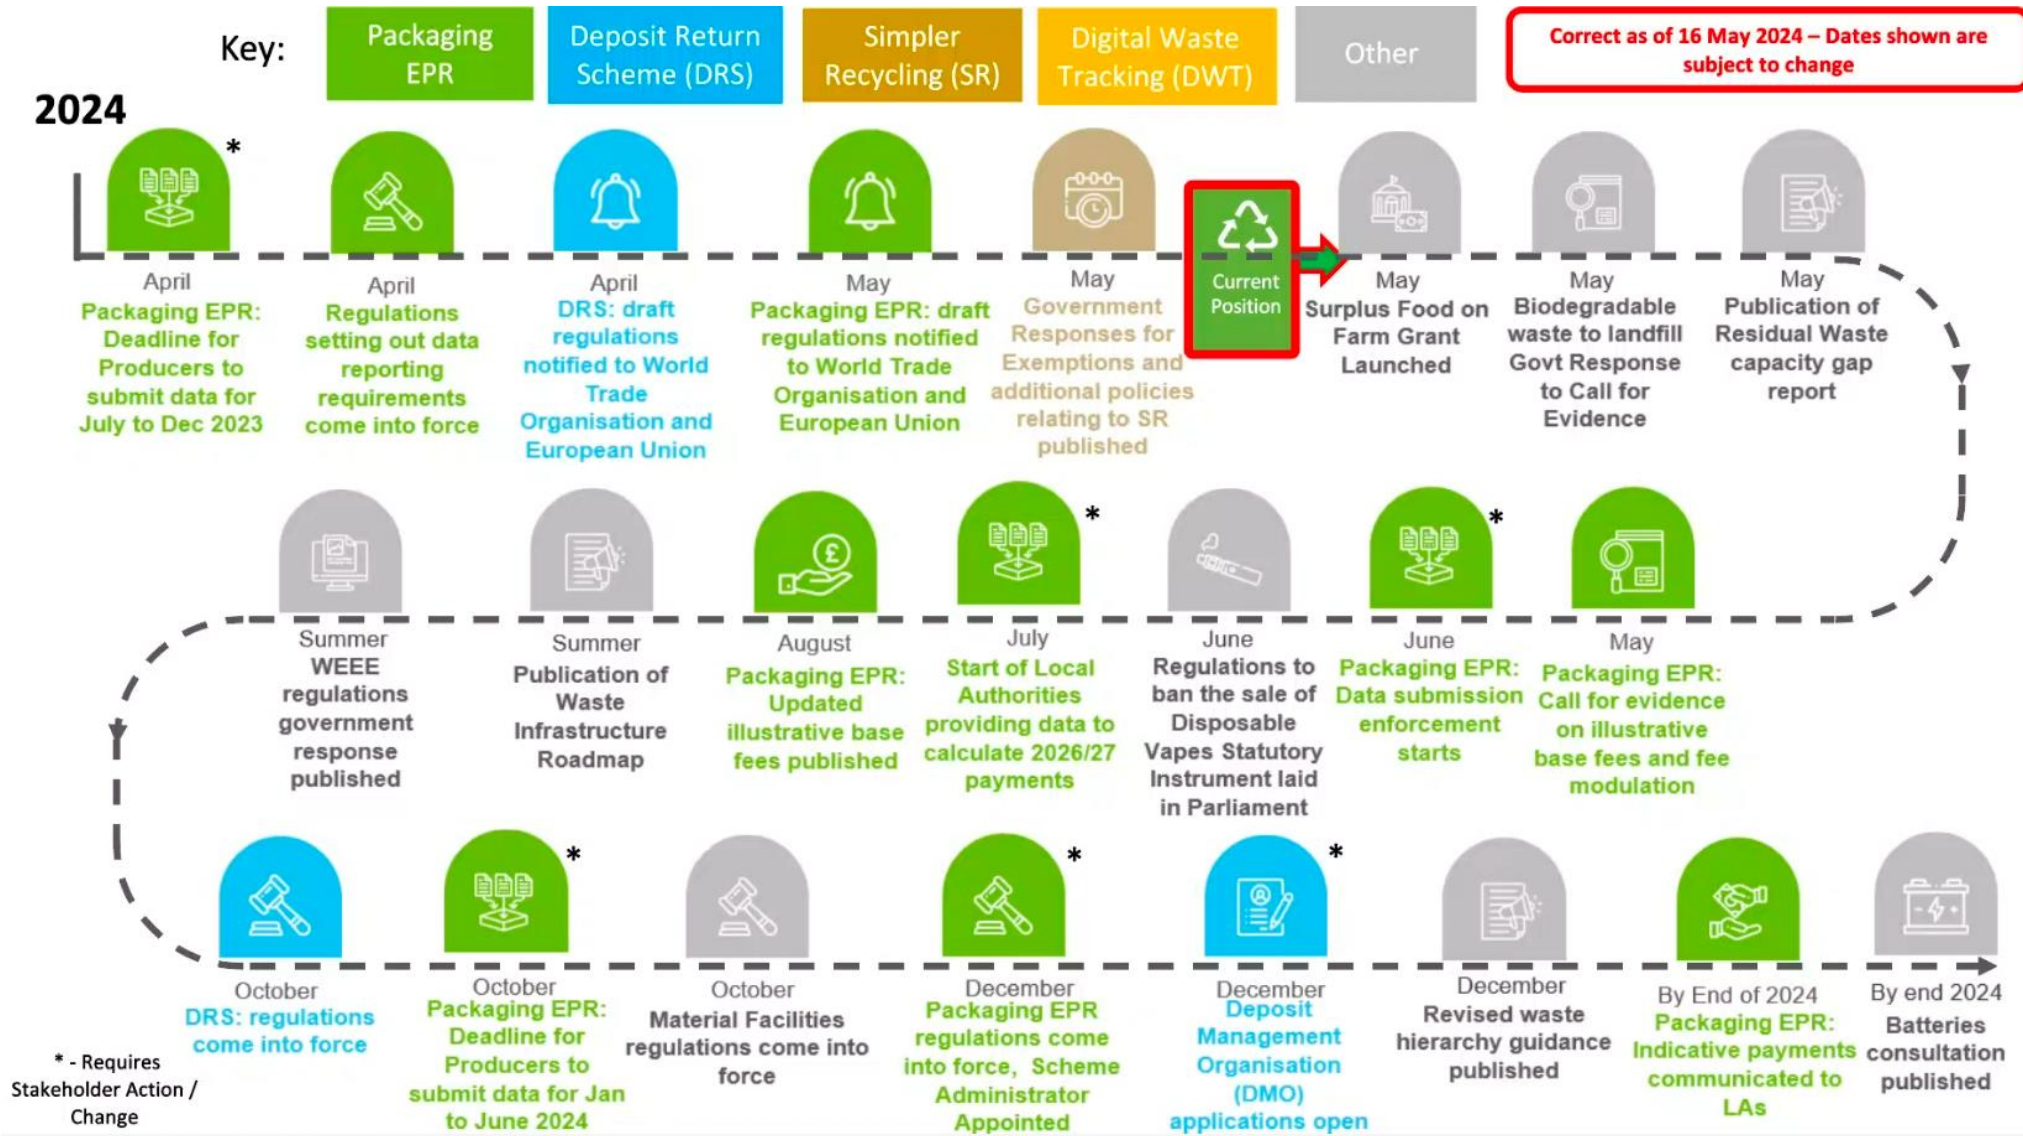 Key:
Packaging
EPR
Deposit Return
Scheme (DRS)
Simpler
Recycling (SR)
Digital Waste
Tracking (DWT)
Other
Correct as of 16 May 2024 – Dates shown are
subject to change
2024
*
April
Packaging EPR:
Deadline for
Producers to
submit data for
July to Dec 2023
April
Regulations
setting out data
reporting
requirements
come into force
April
DRS: draft
regulations
notified to World
Trade
Organisation and
European Union
May
Packaging EPR: draft
regulations notified
to World Trade
Organisation and
European Union
May
Government
Responses for
Exemptions and
additional policies
relating to SR
published
Current
Position
May
Surplus Food on
Farm Grant
Launched
May
Biodegradable
waste to landfill
Govt Response
to Call for
Evidence
May
Publication of
Residual Waste
capacity gap
report
Summer
WEEE
regulations
government
response
published
Summer
Publication of
Waste
Infrastructure
Roadmap
£
August
Packaging EPR:
Updated
illustrative base
fees published
*
July
Start of Local
Authorities
providing data to
calculate 2026/27
payments
June
Regulations to
ban the sale of
Disposable
Vapes Statutory
Instrument laid
in Parliament
*
June
Packaging EPR:
Data submission
enforcement
starts
May
Packaging EPR:
Call for evidence
on illustrative
base fees and fee
modulation
October
DRS: regulations
come into force
*
October
Packaging EPR:
Deadline for
Producers to
submit data for Jan
to June 2024
October
Material Facilities
regulations come into
force
*
December
Packaging EPR
regulations come
into force, Scheme
Administrator
Appointed
*
December
Deposit
Management
Organisation
(DMO)
applications open
December
Revised waste
hierarchy guidance
published
By End of 2024
Packaging EPR:
Indicative payments
communicated to
LAs
By end 2024
Batteries
consultation
published
* - Requires
Stakeholder Action /
Change